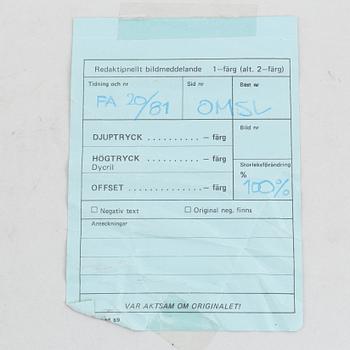 Redaktionellt bildmeddelande 1-färg (alt. 2-färg)
Tidning och nr Sid nr Best nr
FA 20/81 OMSL
Bild nr
DJUPTRYCK .......... – färg
HÖGTRYCK .......... – färg
Dycril
Storleksförändring
%
100%
OFFSET .............. – färg
☐ Negativ text ☐ Original neg. finns
Anteckningar
VAR AKTSAM OM ORIGINALET!